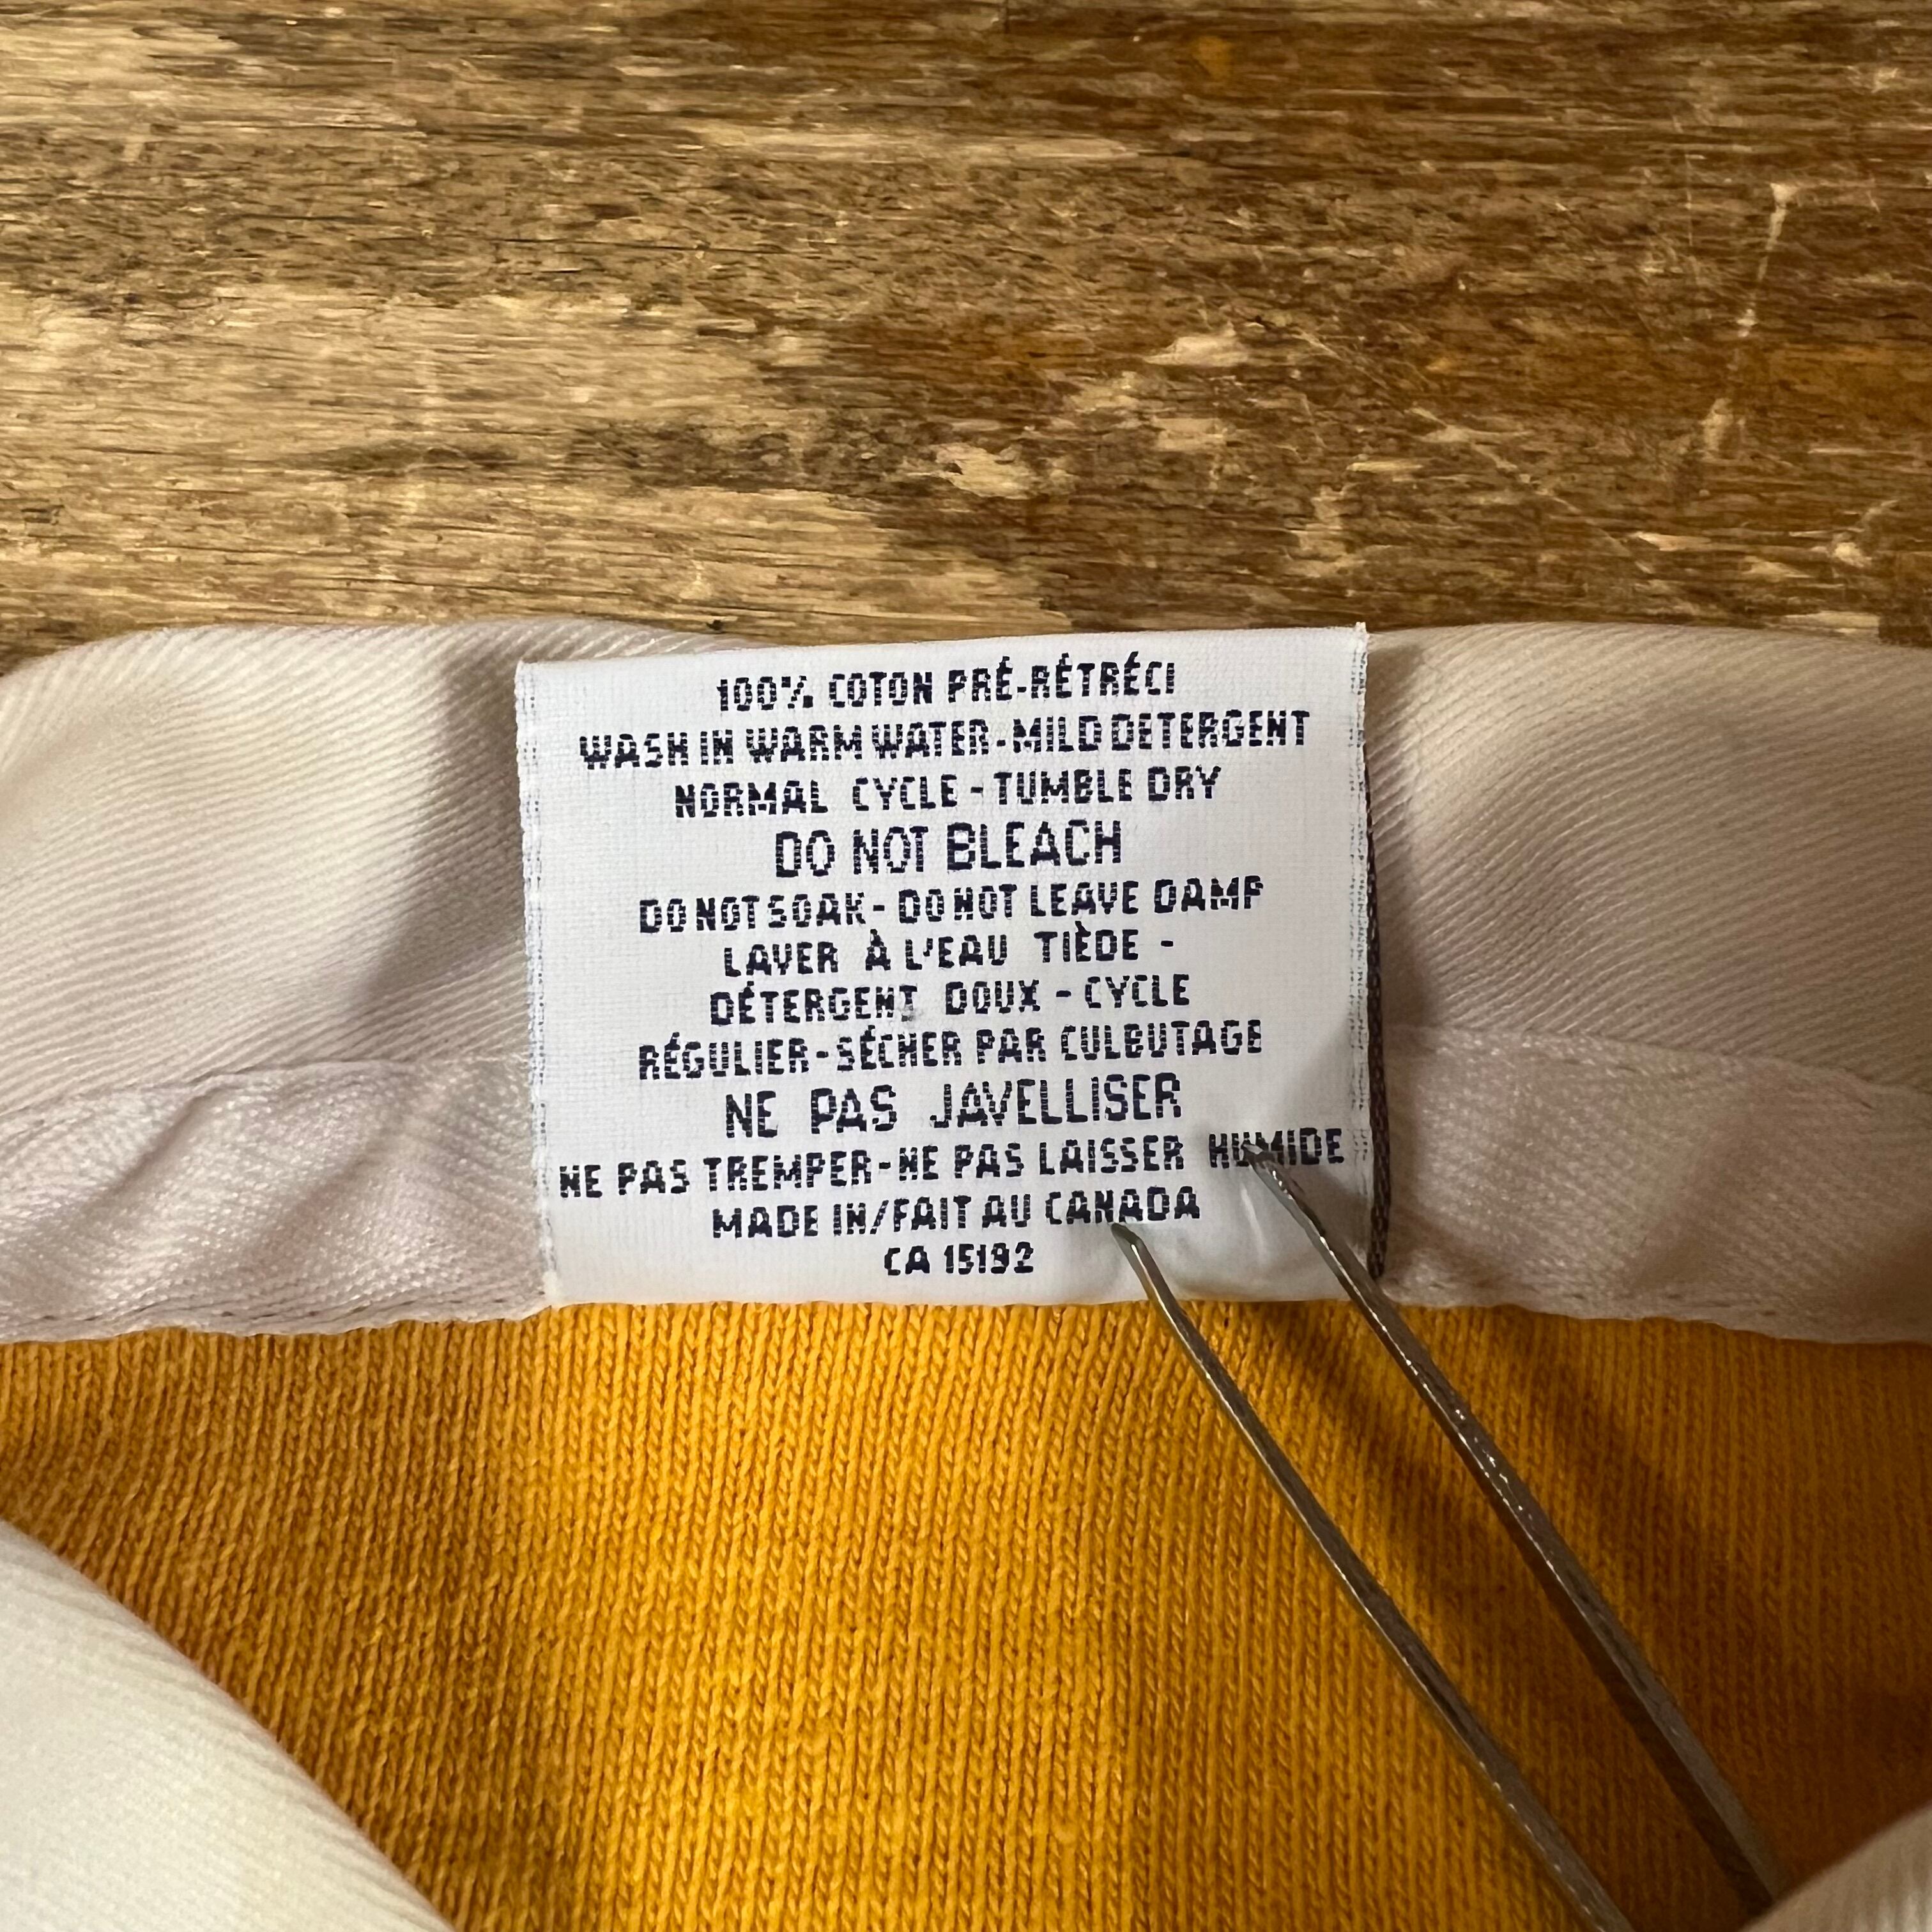 100% COTON PRÉ-RÉTRÉCI
WASH IN WARM WATER-MILD DETERGENT
NORMAL CYCLE - TUMBLE DRY
DO NOT BLEACH
DO NOT SOAK - DO NOT LEAVE DAMP
LAVER À L'EAU TIÈDE -
DÉTERGENT DOUX - CYCLE
RÉGULIER-SÉCHER PAR CULBUTAGE
NE PAS JAVELLISER
NE PAS TREMPER-NE PAS LAISSER HUMIDE
MADE IN/FAIT AU CANADA
CA 15192